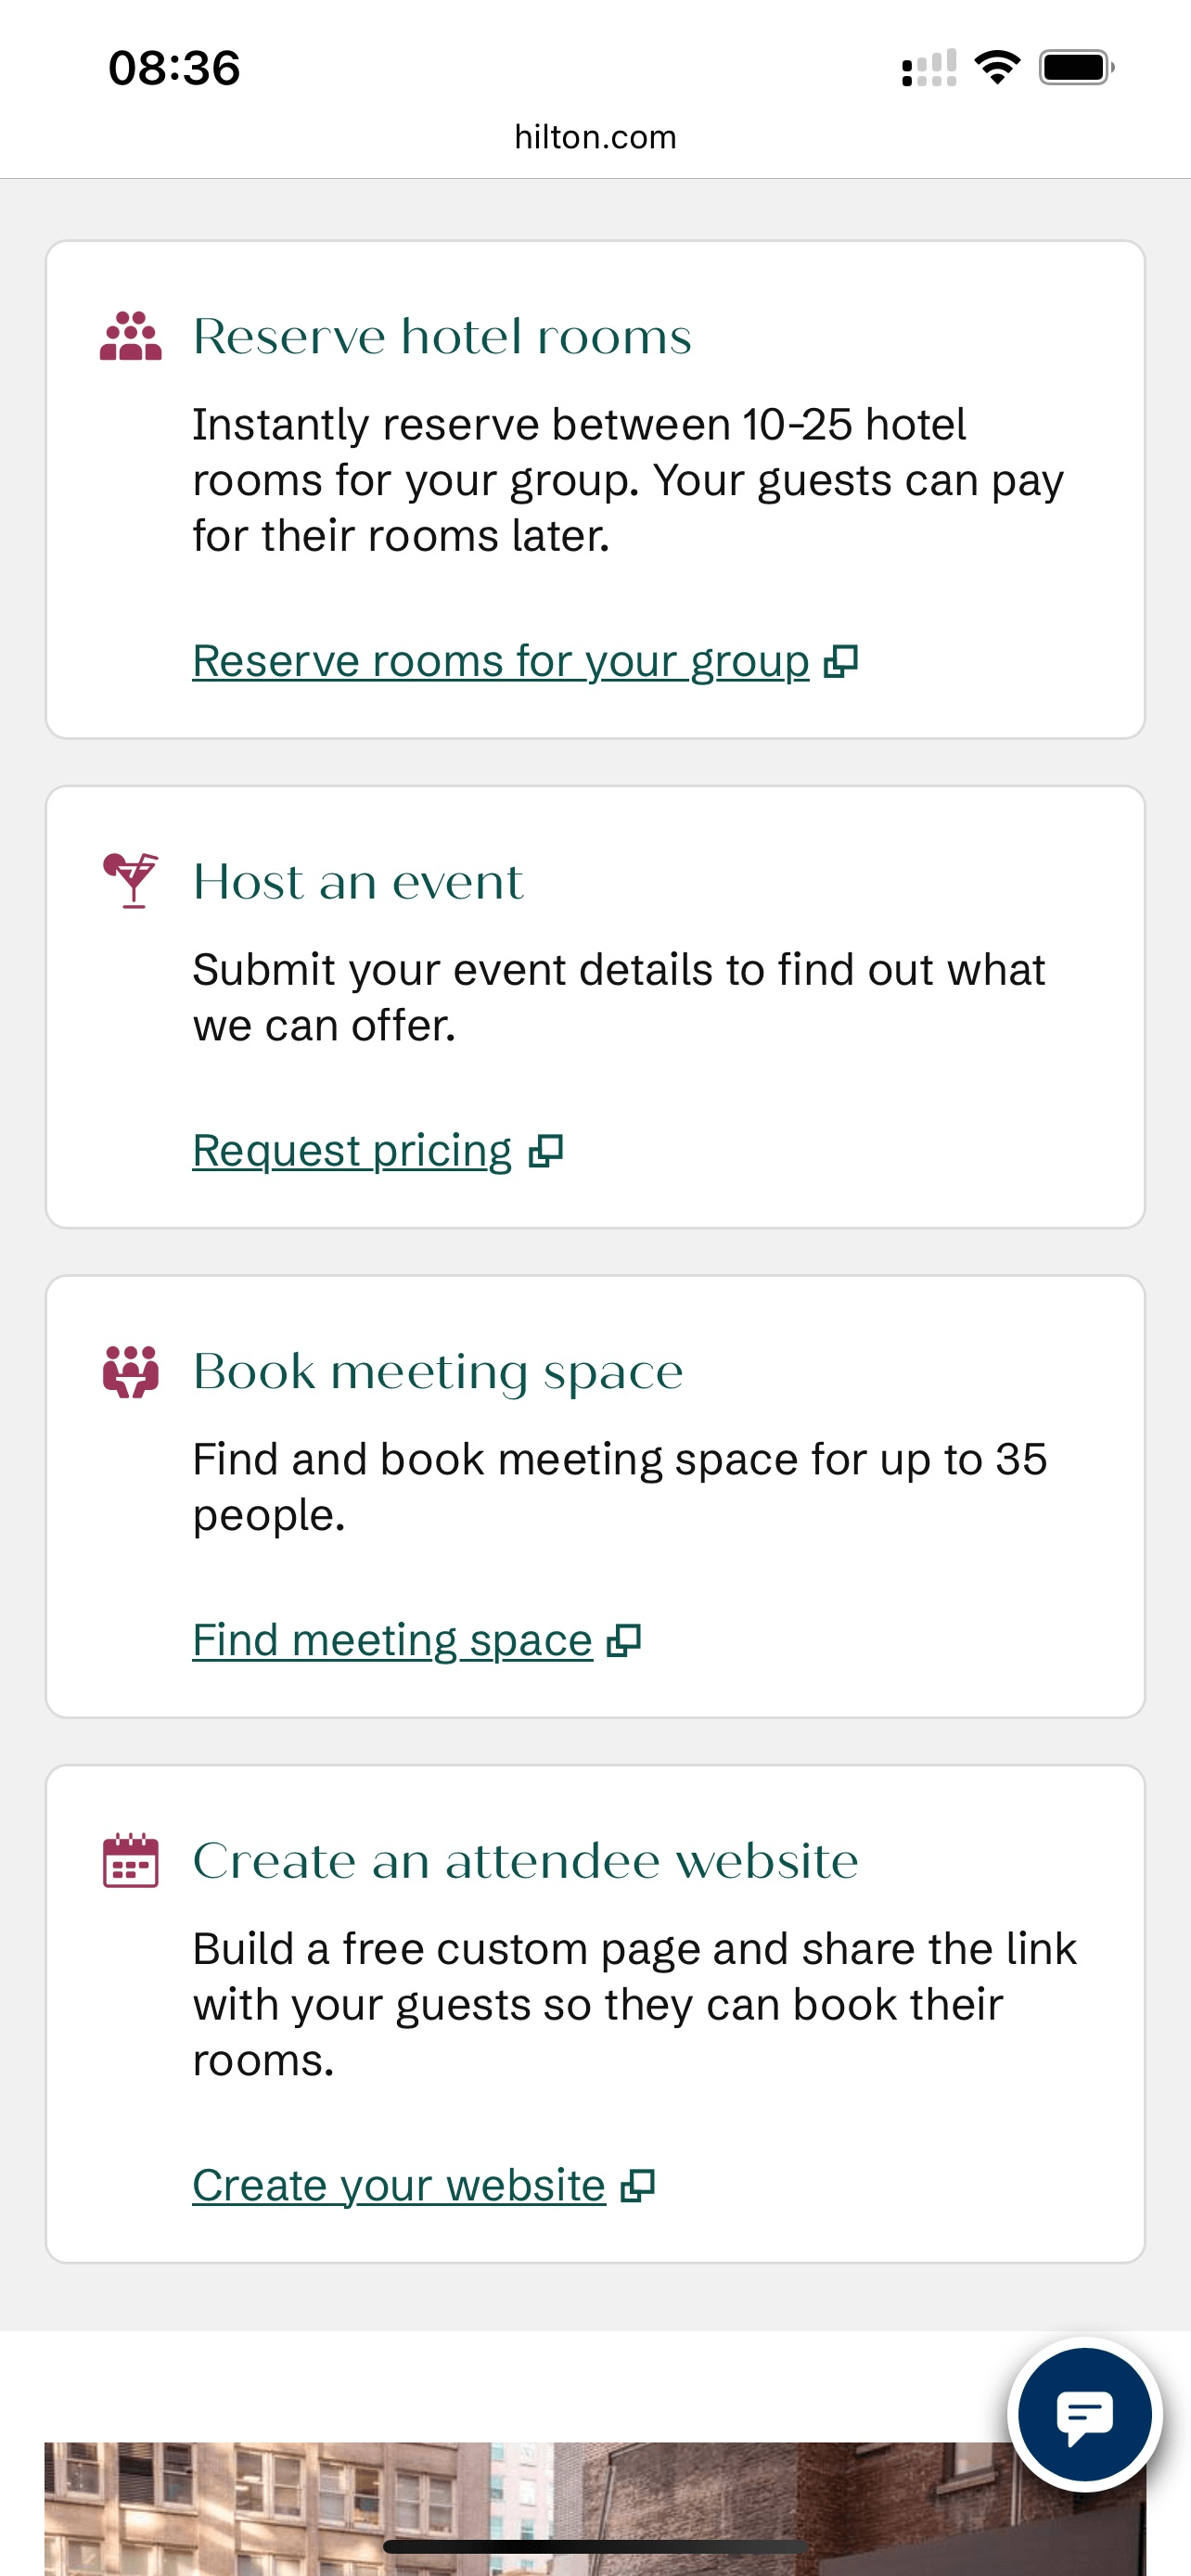 08:36
hilton.com
Reserve hotel rooms
Instantly reserve between 10-25 hotel
rooms for your group. Your guests can pay
for their rooms later.
Reserve rooms for your group
Host an event
Submit your event details to find out what
we can offer.
Request pricing
Book meeting space
Find and book meeting space for up to 35
people.
Find meeting space
Create an attendee website
Build a free custom page and share the link
with your guests so they can book their
rooms.
Create your website